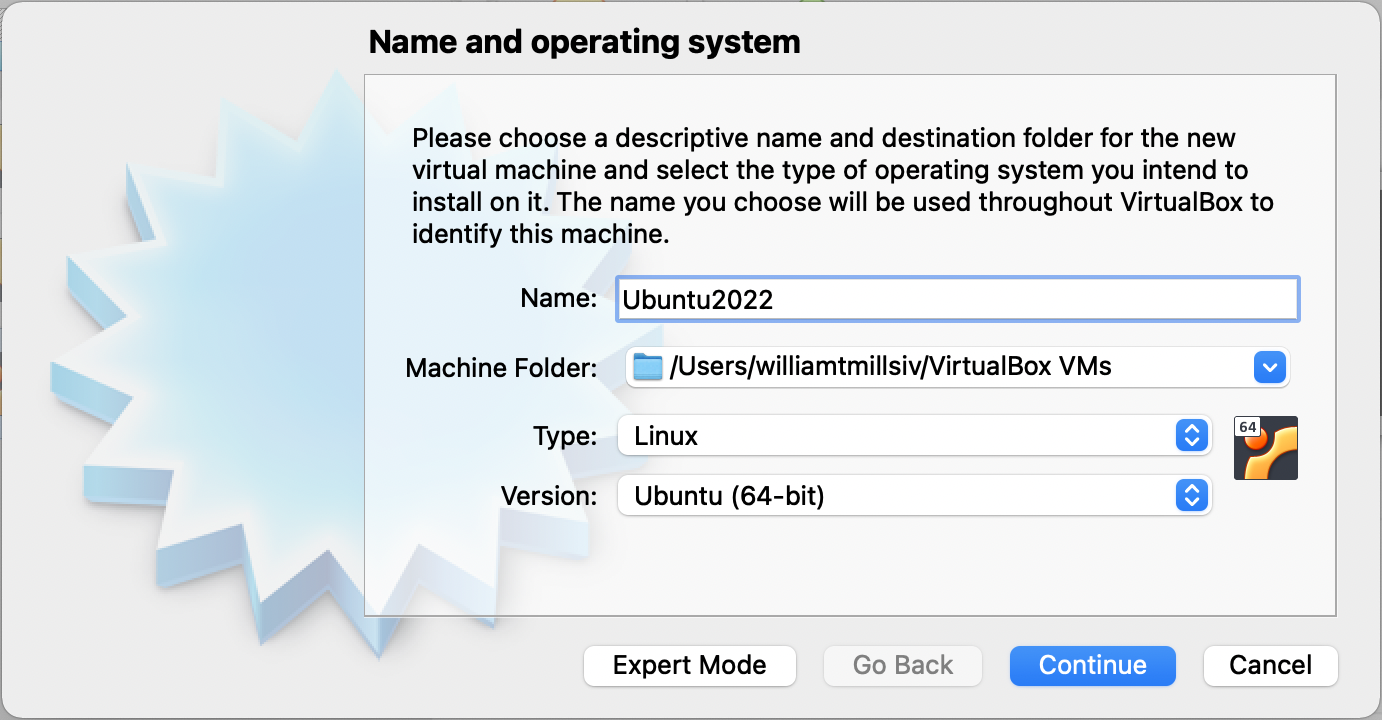 Name and operating system
Please choose a descriptive name and destination folder for the new
virtual machine and select the type of operating system you intend to
install on it. The name you choose will be used throughout VirtualBox to
identify this machine.
Name: Ubuntu2022
Machine Folder: /Users/williamtmillsiv/VirtualBox VMs
Type: Linux
64
Version: Ubuntu (64-bit)
Expert Mode Go Back Continue Cancel